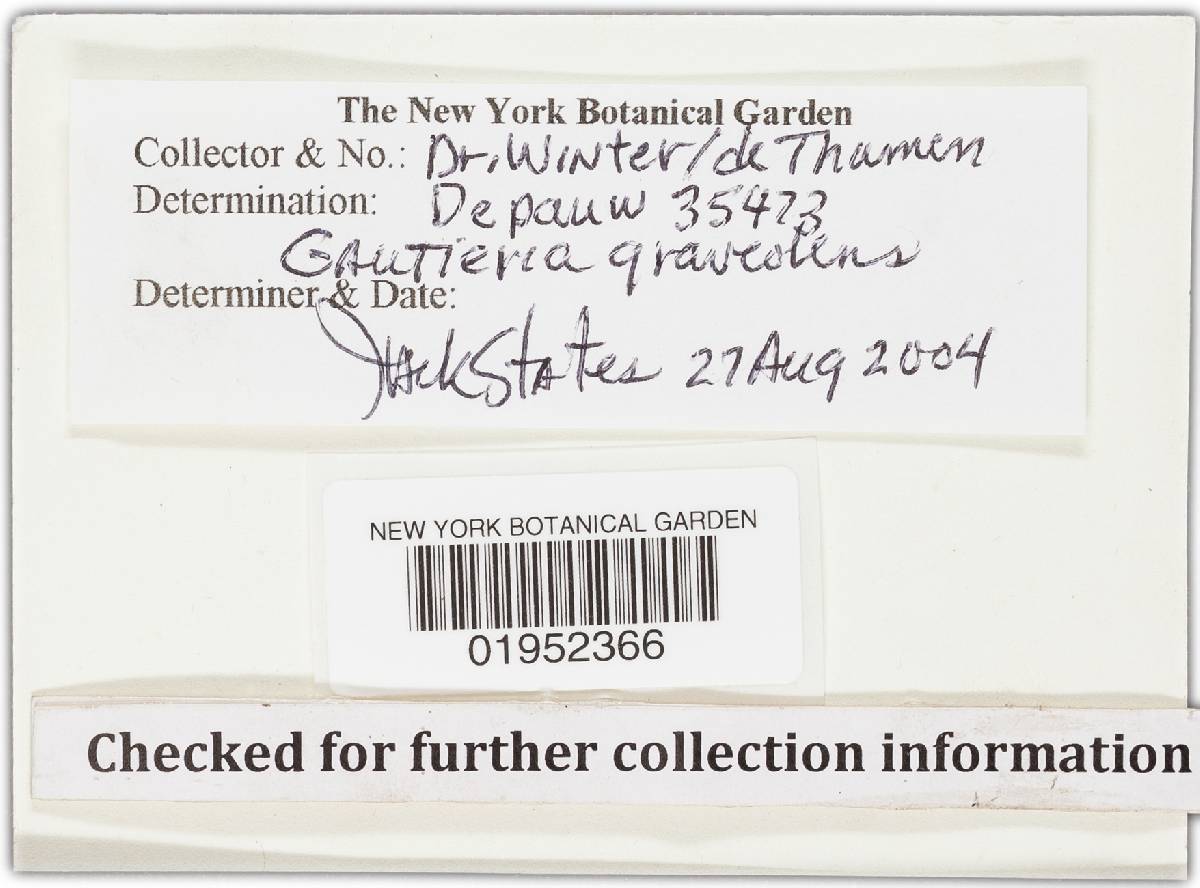 The New York Botanical Garden
Collector & No.: Dr. Winter/de Thumen
Determination: Depauw 35473
Gautieria graveolens
Determiner & Date:
Jack States 27 Aug 2004
NEW YORK BOTANICAL GARDEN
01952366
Checked for further collection information